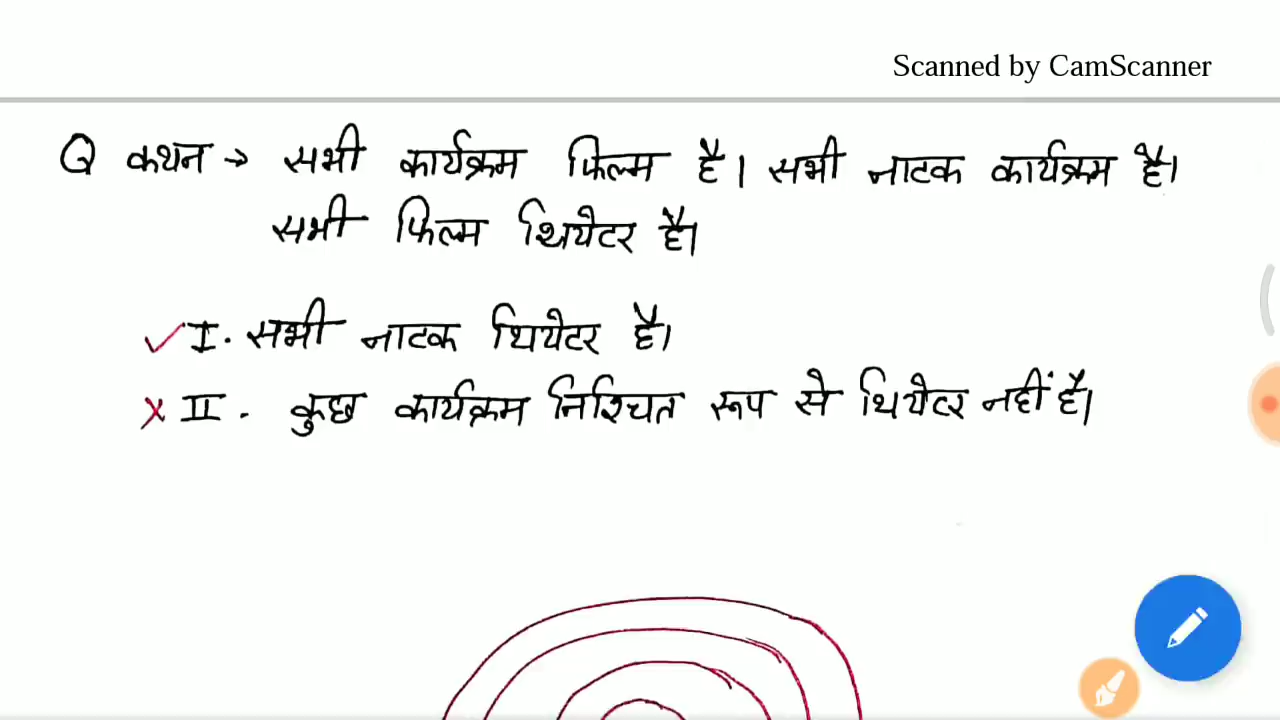 Scanned by CamScanner
Q कथन → सभी कार्यक्रम फिल्म है। सभी नाटक कार्यक्रम है।
सभी फिल्म थियेटर है।
✓ I. सभी नाटक थियेटर है।
x II. कुछ कार्यक्रम निश्चित रूप से थियेटर नहीं है।